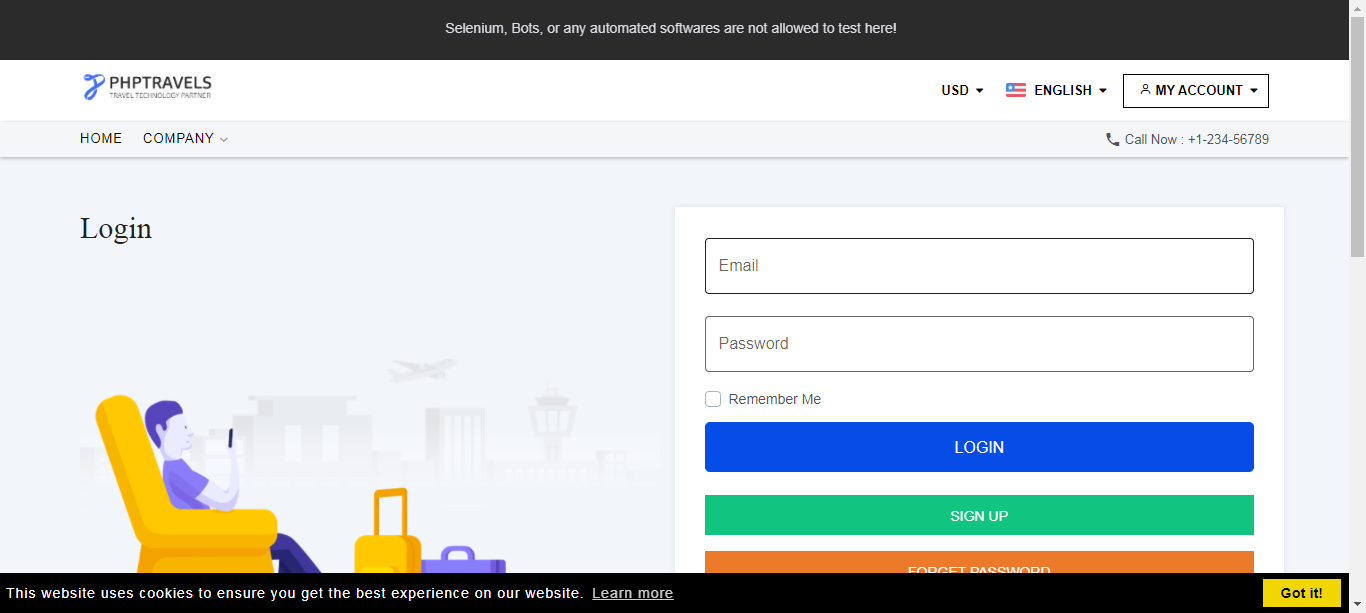 Selenium, Bots, or any automated softwares are not allowed to test here!
PHPTRAVELS
TRAVEL TECHNOLOGY PARTNER
USD
ENGLISH
MY ACCOUNT
HOME
COMPANY
Call Now : +1-234-56789
Login
Email
Password
Remember Me
LOGIN
SIGN UP
FORGET PASSWORD
This website uses cookies to ensure you get the best experience on our website. Learn more
Got it!